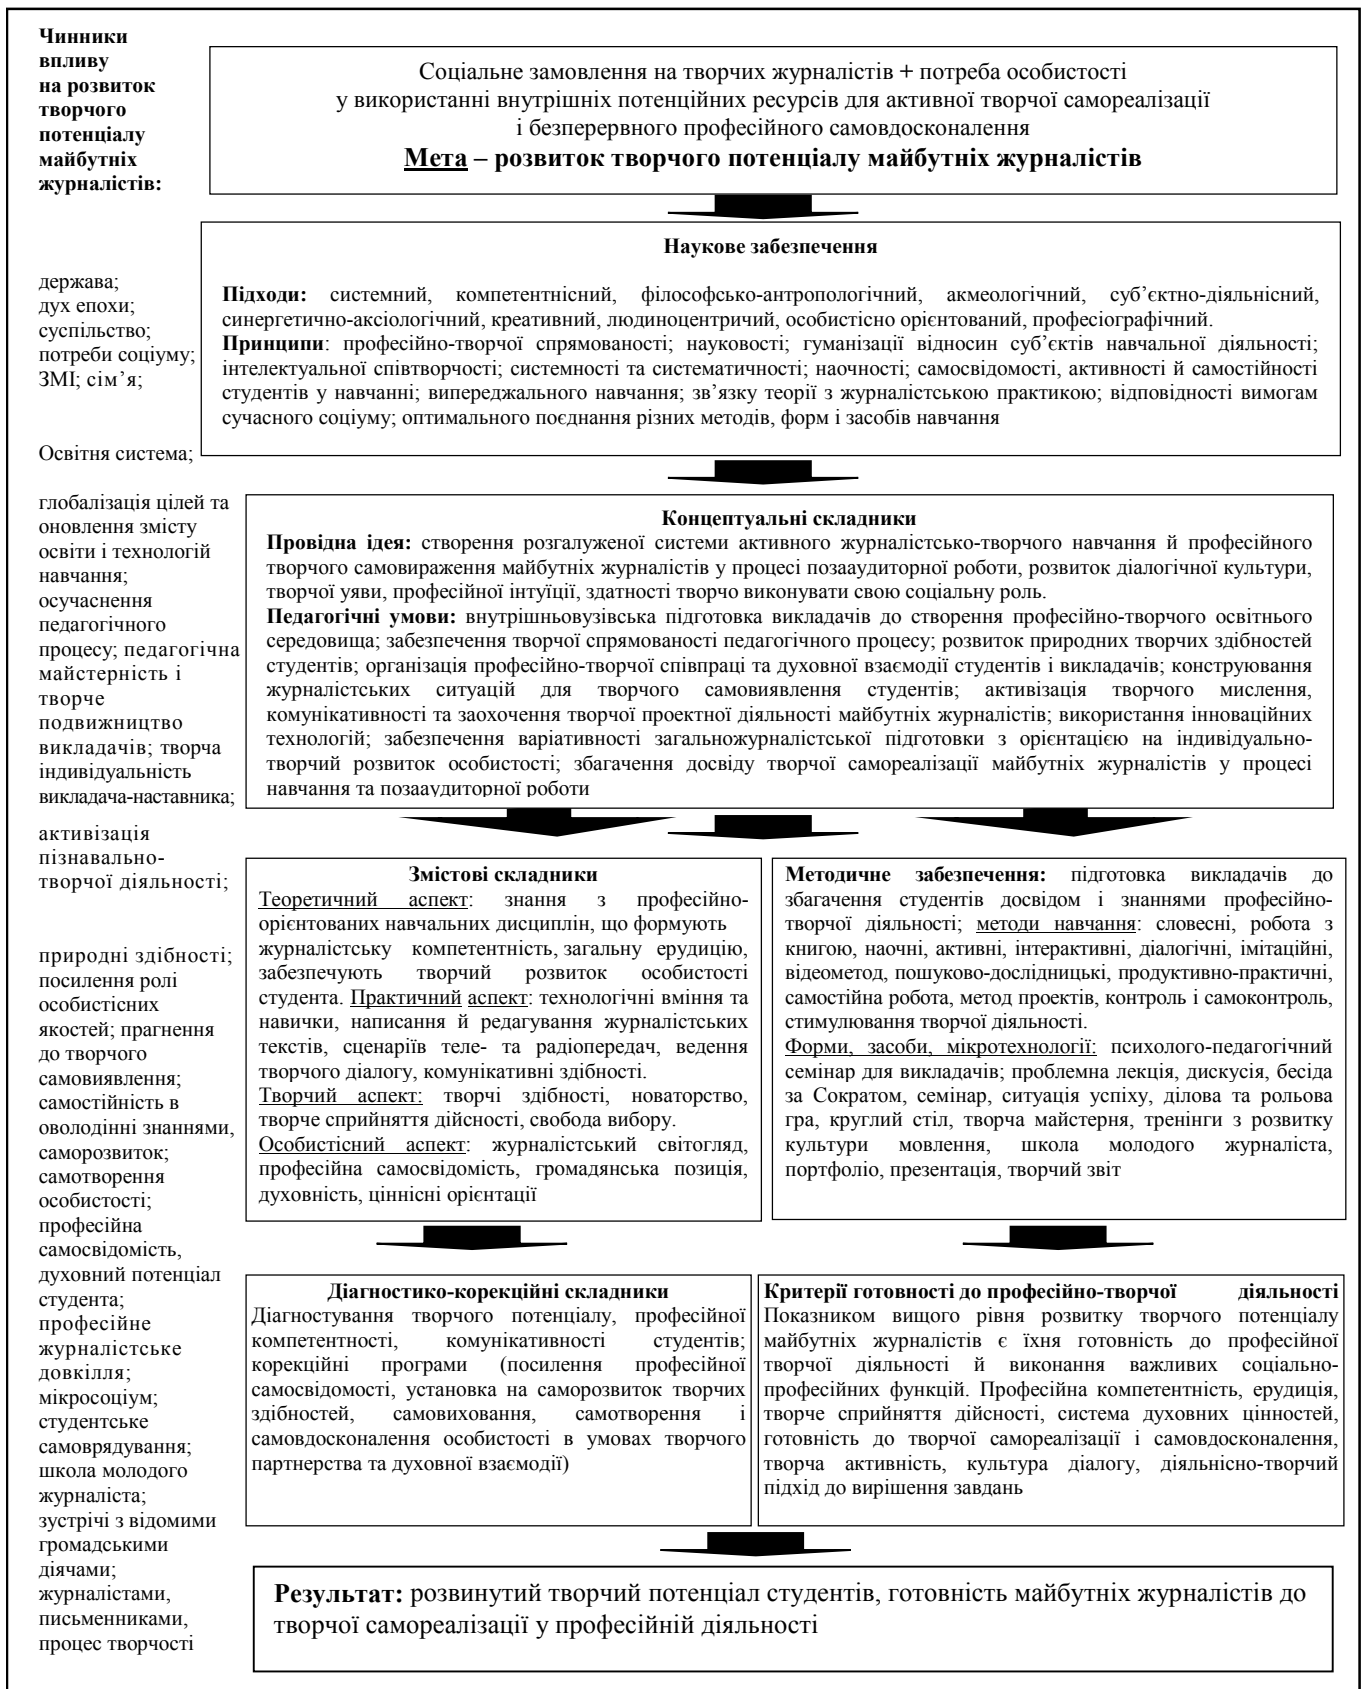 Чинники
впливу
на розвиток
творчого
потенціалу
майбутніх
журналістів:
держава;
дух епохи;
суспільство;
потреби соціуму;
ЗМІ; сім’я;
Освітня система;
глобалізація цілей та
оновлення змісту
освіти і технологій
навчання;
осучаснення
педагогічного
процесу; педагогічна
майстерність і
творче
подвижництво
викладачів; творча
індивідуальність
викладача-наставника;
активізація
пізнавально-
творчої діяльності;
природні здібності;
посилення ролі
особистісних
якостей; прагнення
до творчого
самовиявлення;
самостійність в
оволодінні знаннями,
саморозвиток;
самотворення
особистості;
професійна
самосвідомість,
духовний потенціал
студента;
професійне
журналістське
довкілля;
мікросоціум;
студентське
самоврядування;
школа молодого
журналіста;
зустрічі з відомими
громадськими
діячами;
журналістами,
письменниками,
процес творчості
Соціальне замовлення на творчих журналістів + потреба особистості
у використанні внутрішніх потенційних ресурсів для активної творчої самореалізації
і безперервного професійного самовдосконалення
Мета – розвиток творчого потенціалу майбутніх журналістів
Наукове забезпечення
Підходи: системний, компетентнісний, філософсько-антропологічний, акмеологічний, суб’єктно-діяльнісний,
синергетично-аксіологічний, креативний, людиноцентричий, особистісно орієнтований, професіографічний.
Принципи: професійно-творчої спрямованості; науковості; гуманізації відносин суб’єктів навчальної діяльності;
інтелектуальної співтворчості; системності та систематичності; наочності; самосвідомості, активності й самостійності
студентів у навчанні; випереджального навчання; зв’язку теорії з журналістською практикою; відповідності вимогам
сучасного соціуму; оптимального поєднання різних методів, форм і засобів навчання
Концептуальні складники
Провідна ідея: створення розгалуженої системи активного журналістсько-творчого навчання й професійного
творчого самовираження майбутніх журналістів у процесі позааудиторної роботи, розвиток діалогічної культури,
творчої уяви, професійної інтуїції, здатності творчо виконувати свою соціальну роль.
Педагогічні умови: внутрішньовузівська підготовка викладачів до створення професійно-творчого освітнього
середовища; забезпечення творчої спрямованості педагогічного процесу; розвиток природних творчих здібностей
студентів; організація професійно-творчої співпраці та духовної взаємодії студентів і викладачів; конструювання
журналістських ситуацій для творчого самовиявлення студентів; активізація творчого мислення,
комунікативності та заохочення творчої проектної діяльності майбутніх журналістів; використання інноваційних
технологій; забезпечення варіативності загальножурналістської підготовки з орієнтацією на індивідуально-
творчий розвиток особистості; збагачення досвіду творчої самореалізації майбутніх журналістів у процесі
навчання та позааудиторної роботи
Змістові складники
Теоретичний аспект: знання з професійно-
орієнтованих навчальних дисциплін, що формують
журналістську компетентність, загальну ерудицію,
забезпечують творчий розвиток особистості
студента. Практичний аспект: технологічні вміння та
навички, написання й редагування журналістських
текстів, сценаріїв теле- та радіопередач, ведення
творчого діалогу, комунікативні здібності.
Творчий аспект: творчі здібності, новаторство,
творче сприйняття дійсності, свобода вибору.
Особистісний аспект: журналістський світогляд,
професійна самосвідомість, громадянська позиція,
духовність, ціннісні орієнтації
Методичне забезпечення: підготовка викладачів до
збагачення студентів досвідом і знаннями професійно-
творчої діяльності; методи навчання: словесні, робота з
книгою, наочні, активні, інтерактивні, діалогічні, імітаційні,
відеометод, пошуково-дослідницькі, продуктивно-практичні,
самостійна робота, метод проектів, контроль і самоконтроль,
стимулювання творчої діяльності.
Форми, засоби, мікротехнології: психолого-педагогічний
семінар для викладачів; проблемна лекція, дискусія, бесіда
за Сократом, семінар, ситуація успіху, ділова та рольова
гра, круглий стіл, творча майстерня, тренінги з розвитку
культури мовлення, школа молодого журналіста,
портфоліо, презентація, творчий звіт
Діагностико-корекційні складники
Діагностування творчого потенціалу, професійної
компетентності, комунікативності студентів;
корекційні програми (посилення професійної
самосвідомості, установка на саморозвиток творчих
здібностей, самовиховання, самотворення і
самовдосконалення особистості в умовах творчого
партнерства та духовної взаємодії)
Критерії готовності до професійно-творчої діяльності
Показником вищого рівня розвитку творчого потенціалу
майбутніх журналістів є їхня готовність до професійної
творчої діяльності й виконання важливих соціально-
професійних функцій. Професійна компетентність, ерудиція,
творче сприйняття дійсності, система духовних цінностей,
готовність до творчої самореалізації і самовдосконалення,
творча активність, культура діалогу, діяльнісно-творчий
підхід до вирішення завдань
Результат: розвинутий творчий потенціал студентів, готовність майбутніх журналістів до
творчої самореалізації у професійній діяльності